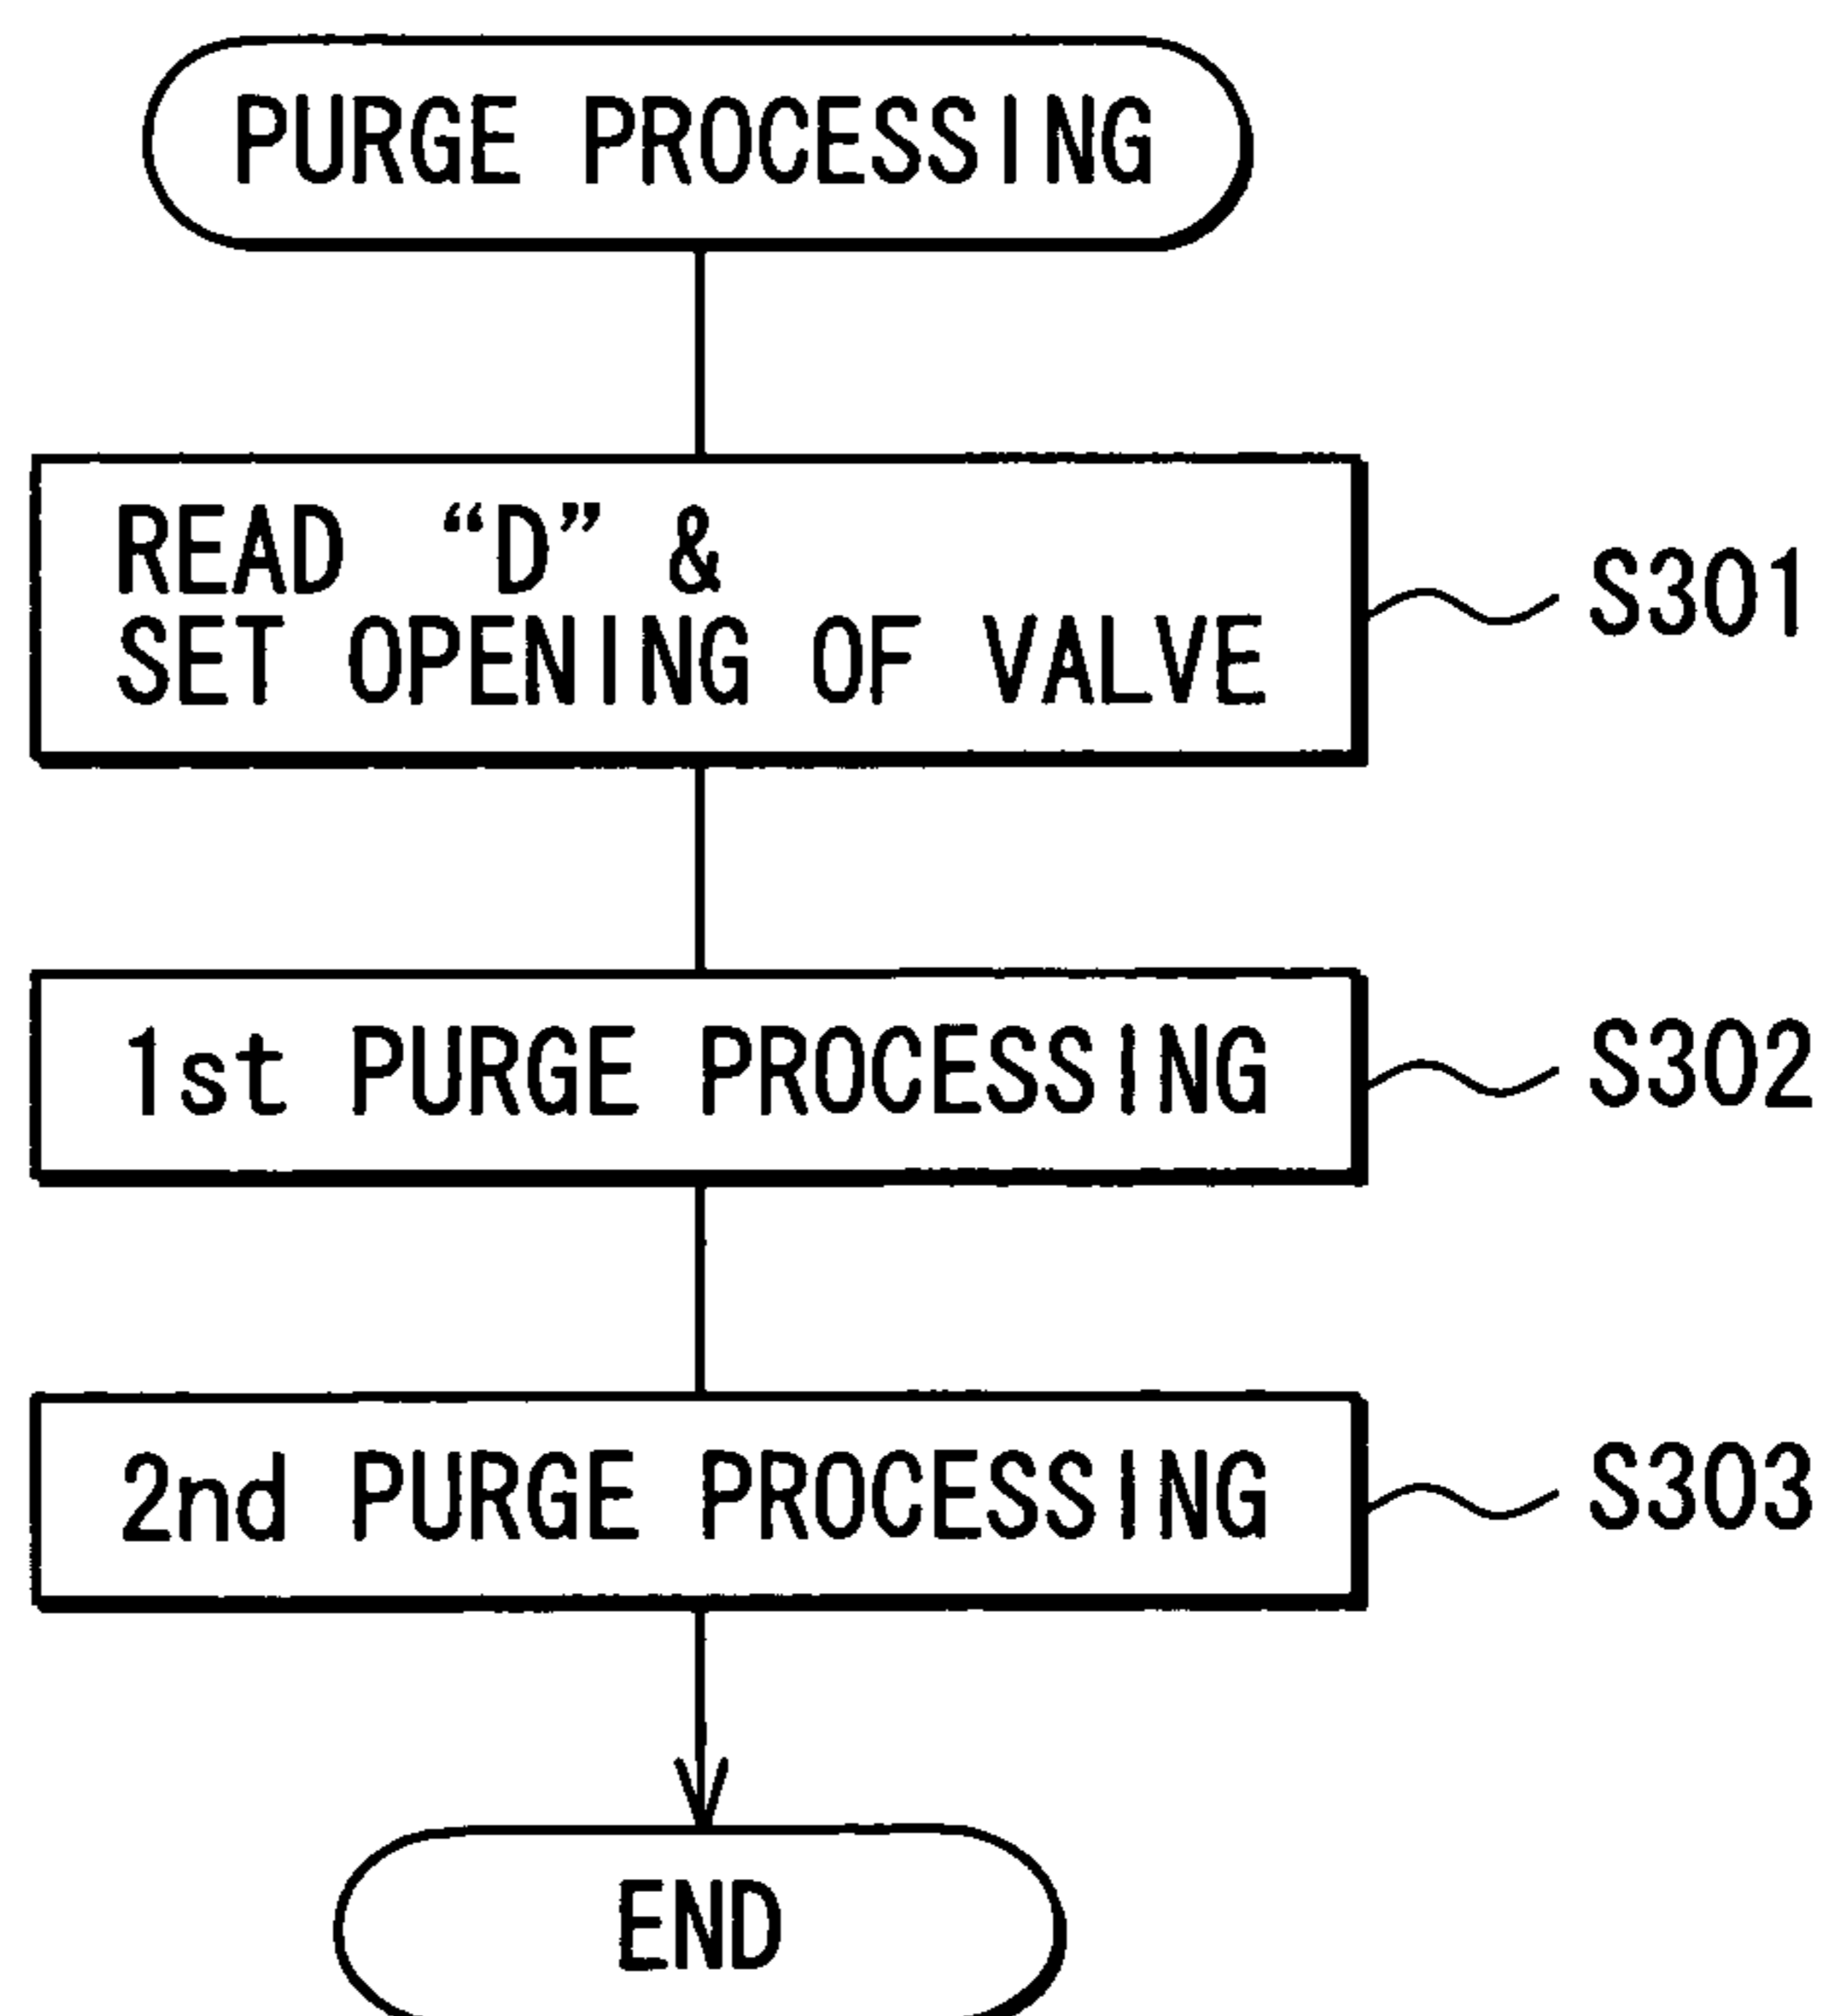 PURGE PROCESSING
READ “D” &
SET OPENING OF VALVE
S301
1st PURGE PROCESSING
S302
2nd PURGE PROCESSING
S303
END